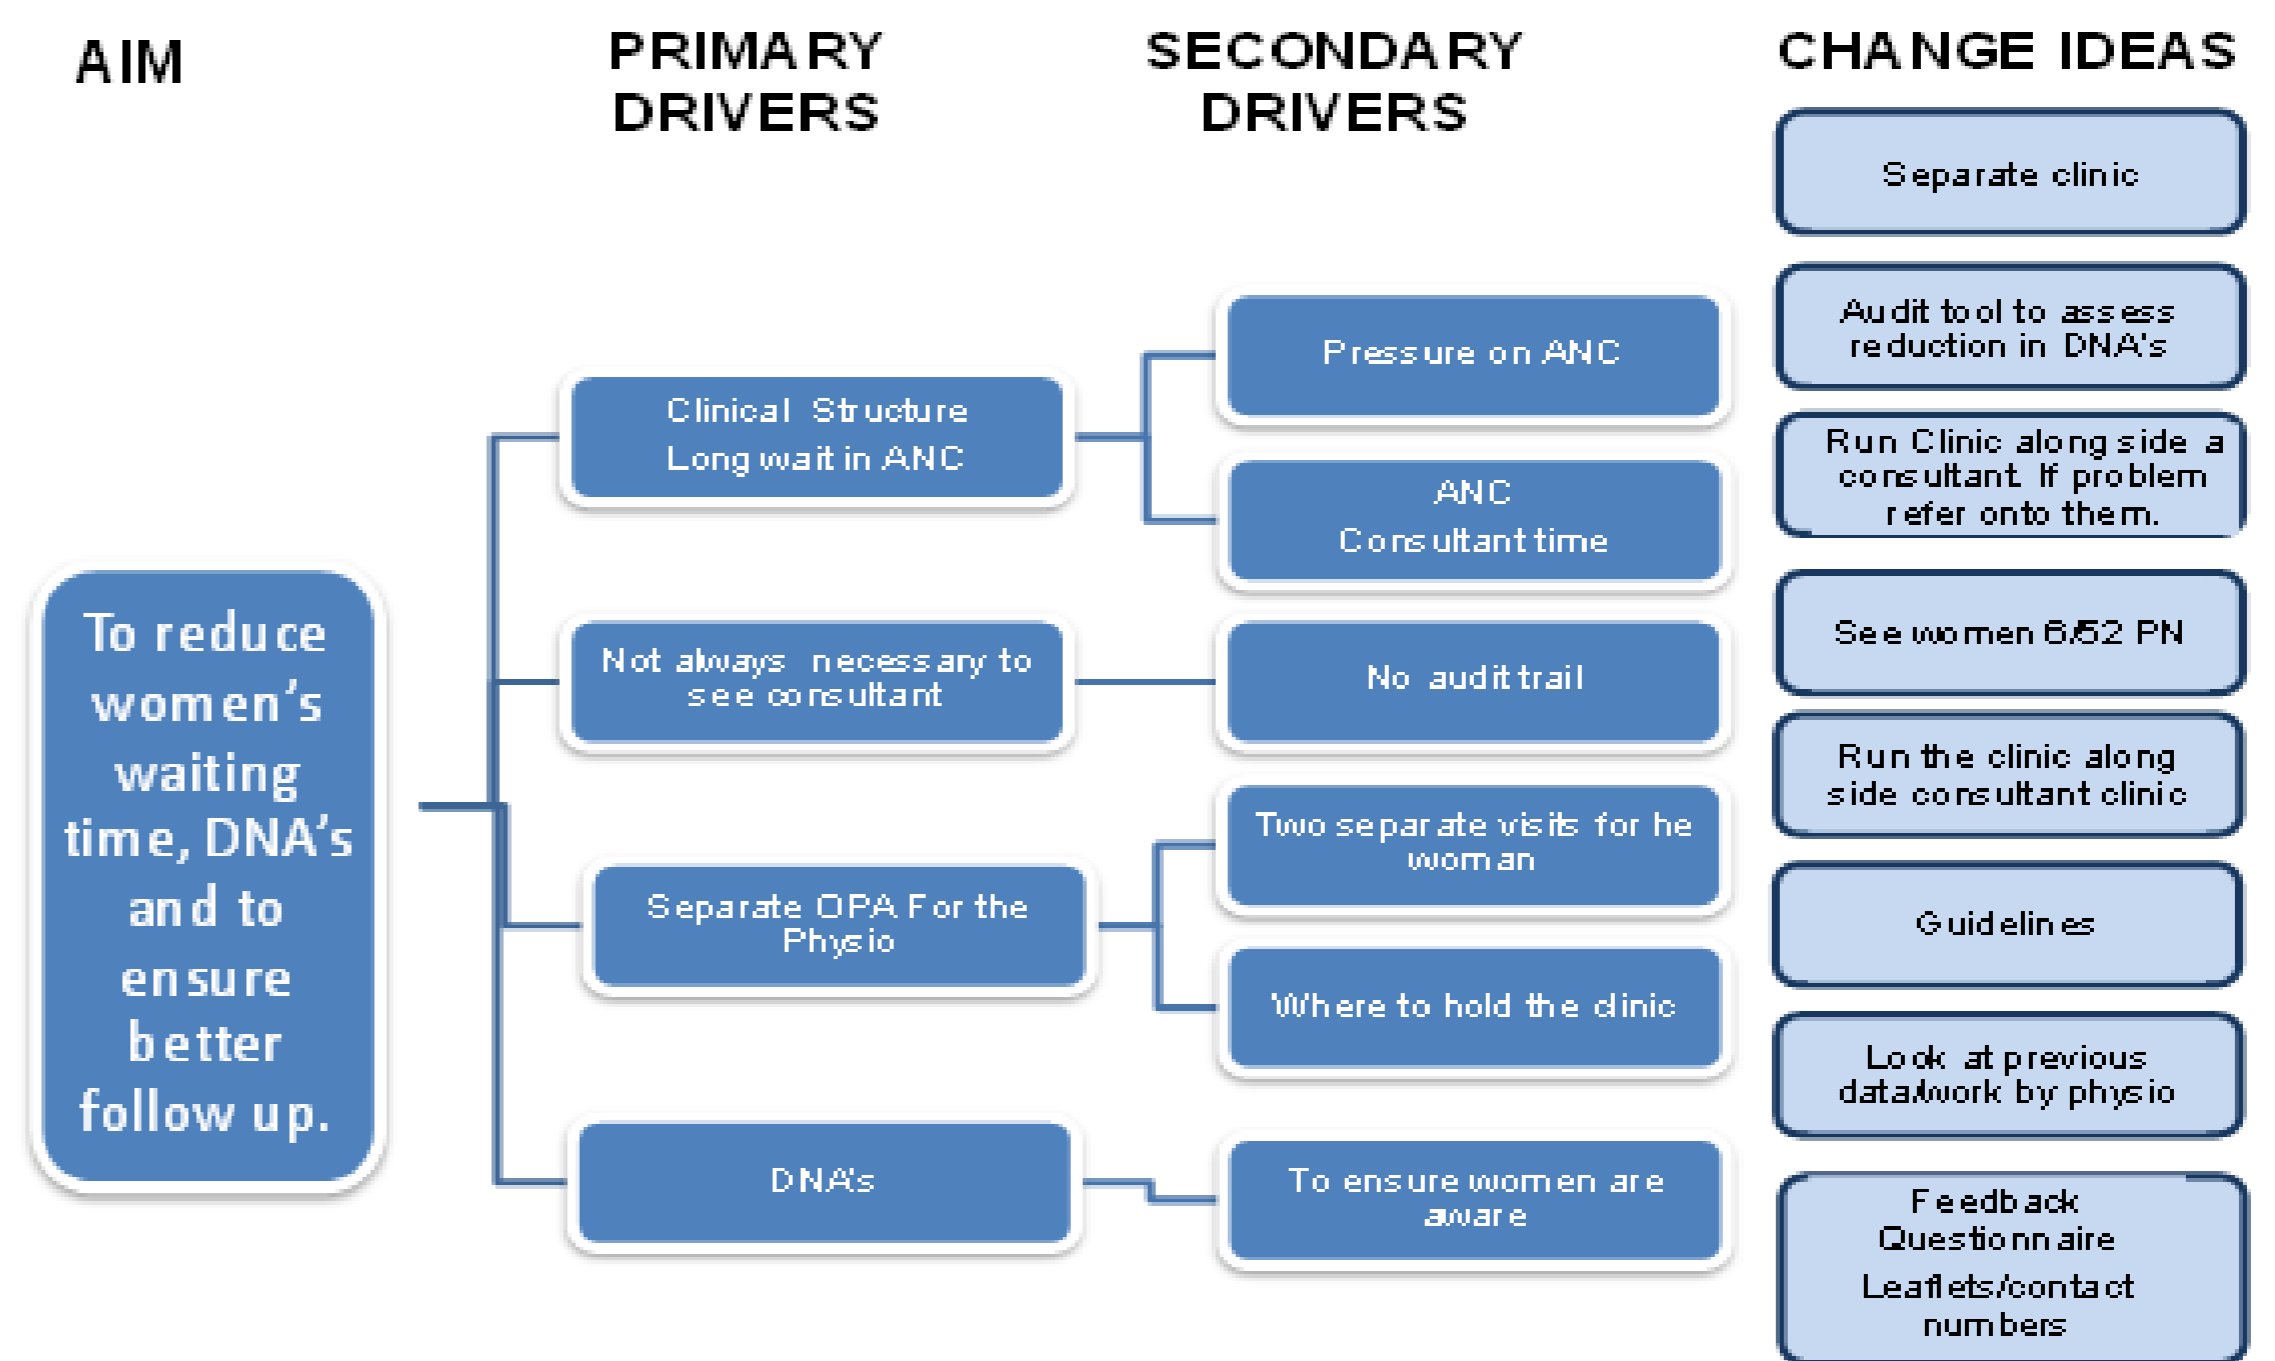 AIM
PRIMARY
DRIVERS
SECONDARY
DRIVERS
CHANGE IDEAS
To reduce
women’s
waiting
time, DNA’s
and to
ensure
better
follow up.
Clinical Structure
Long wait in ANC
Not always necessary to
see consultant
Separate OPA For the
Physio
DNA's
Pressure on ANC
ANC
Consultant time
No audit trail
Two separate visits for he
woman
Where to hold the clinic
To ensure women are
aware
Separate clinic
Audit tool to assess
reduction in DNA's
Run Clinic along side a
consultant. If problem
refer onto them.
See women 6/52 PN
Run the clinic along
side consultant clinic
Guidelines
Look at previous
data/work by physio
Feedback
Questionnaire
Leaflets/contact
numbers